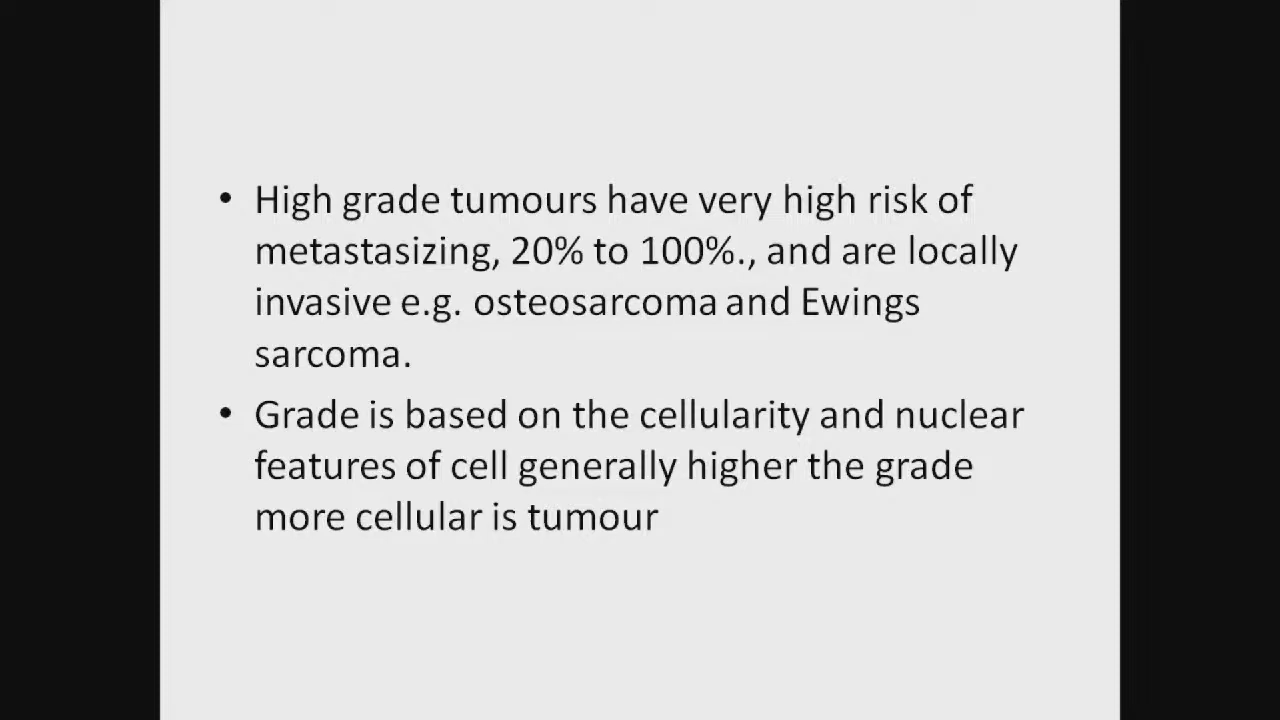 • High grade tumours have very high risk of
metastasizing, 20% to 100%., and are locally
invasive e.g. osteosarcoma and Ewings
sarcoma.
• Grade is based on the cellularity and nuclear
features of cell generally higher the grade
more cellular is tumour